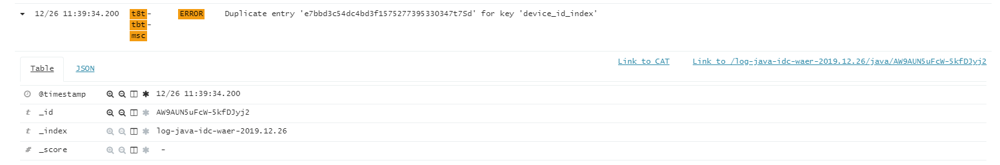 12/26 11:39:34.200 t8t- ERROR Duplicate entry 'e7bbd3c54dc4bd3f1575277395330347t7Sd' for key 'device_id_index'
tbt-
msc
Table JSON Link to CAT Link to /log-java-idc-waer-2019.12.26/java/AW9AUN5uFcW-5kfDJyj2
@timestamp 12/26 11:39:34.200
t _id AW9AUN5uFcW-5kfDJyj2
t _index log-java-idc-waer-2019.12.26
# _score -